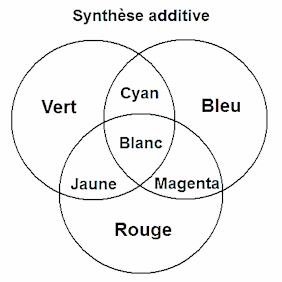 Synthèse additive
Cyan
Vert
Bleu
Blanc
Jaune
Magenta
Rouge